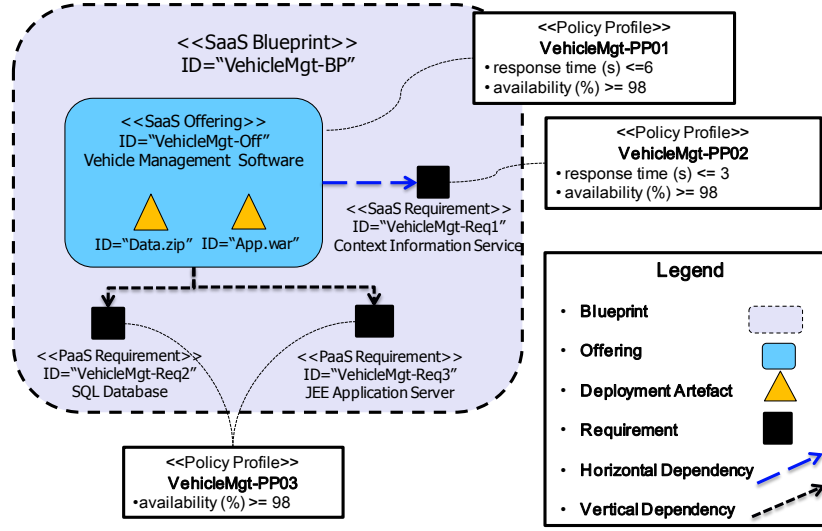 <<SaaS Blueprint>>
ID=“VehicleMgt-BP”
<<Policy Profile>>
VehicleMgt-PP01
• response time (s) <=6
• availability (%) >= 98
<<SaaS Offering>>
ID=“VehicleMgt-Off”
Vehicle Management Software
ID=“Data.zip”
ID=“App.war”
<<Policy Profile>>
VehicleMgt-PP02
• response time (s) <= 3
• availability (%) >= 98
<<SaaS Requirement>>
ID=“VehicleMgt-Req1”
Context Information Service
<<PaaS Requirement>>
ID=“VehicleMgt-Req2”
SQL Database
<<PaaS Requirement>>
ID=“VehicleMgt-Req3”
JEE Application Server
<<Policy Profile>>
VehicleMgt-PP03
• availability (%) >= 98
Legend
• Blueprint
• Offering
• Deployment Artefact
• Requirement
• Horizontal Dependency
• Vertical Dependency